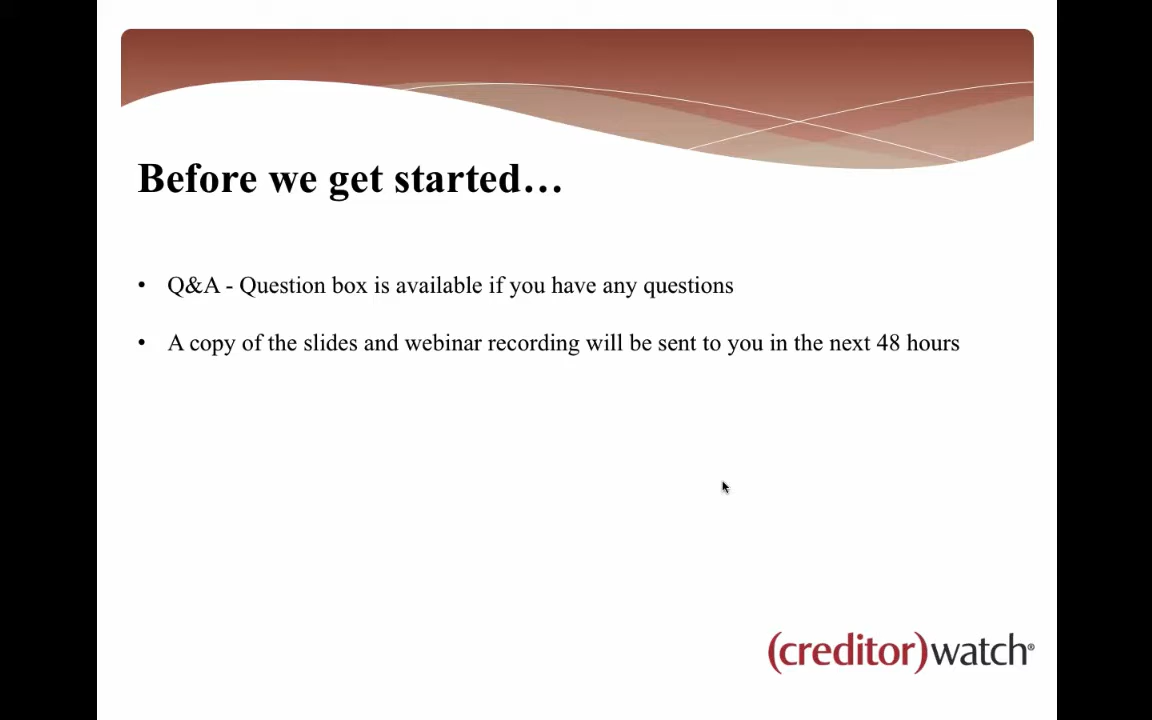 Before we get started…
• Q&A - Question box is available if you have any questions
• A copy of the slides and webinar recording will be sent to you in the next 48 hours
(creditor)watch®